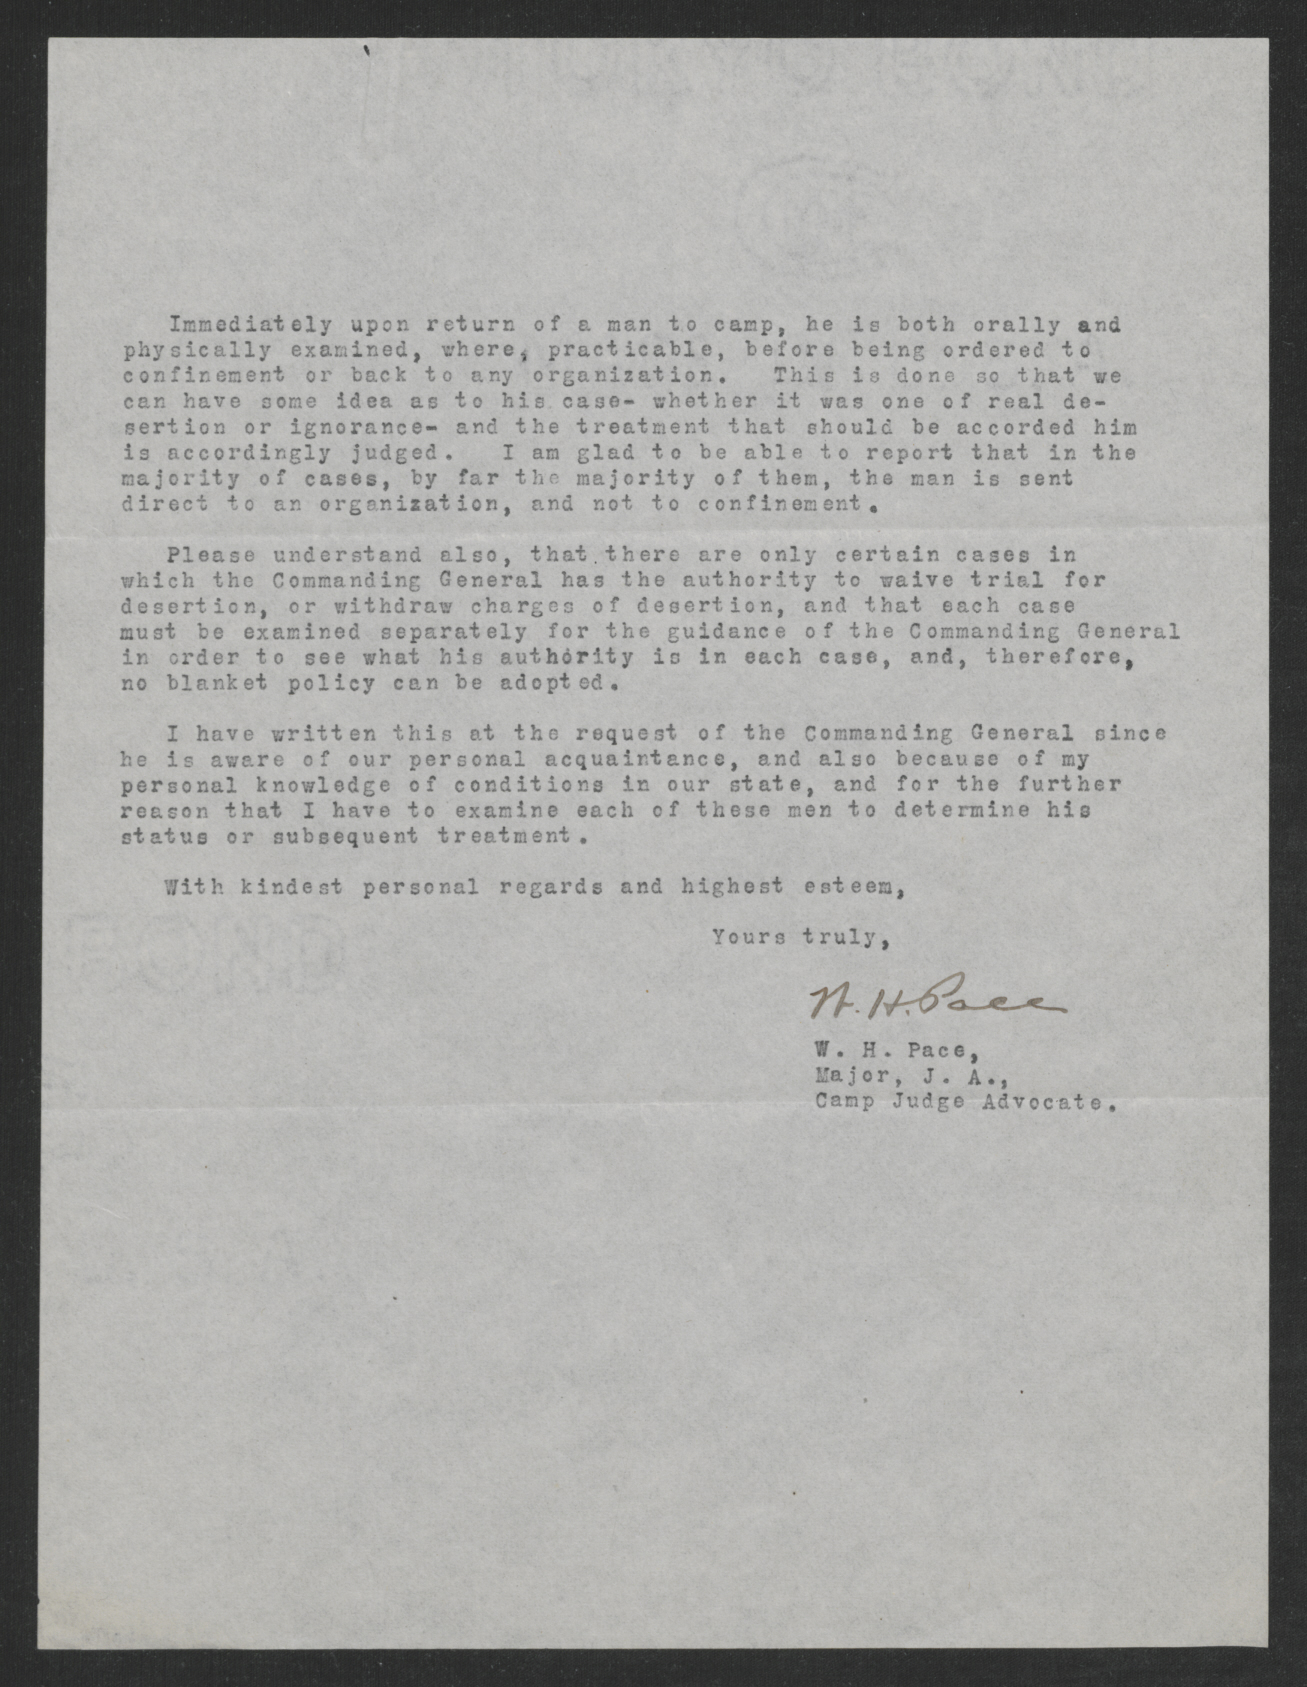 Immediately upon return of a man to camp, he is both orally and
physically examined, where, practicable, before being ordered to
confinement or back to any organization. This is done so that we
can have some idea as to his case- whether it was one of real de-
sertion or ignorance- and the treatment that should be accorded him
is accordingly judged. I am glad to be able to report that in the
majority of cases, by far the majority of them, the man is sent
direct to an organization, and not to confinement.
Please understand also, that there are only certain cases in
which the Commanding General has the authority to waive trial for
desertion, or withdraw charges of desertion, and that each case
must be examined separately for the guidance of the Commanding General
in order to see what his authority is in each case, and, therefore,
no blanket policy can be adopted.
I have written this at the request of the Commanding General since
he is aware of our personal acquaintance, and also because of my
personal knowledge of conditions in our state, and for the further
reason that I have to examine each of these men to determine his
status or subsequent treatment.
With kindest personal regards and highest esteem,
Yours truly,
W. H. Pace
W. H. Pace,
Major, J. A.,
Camp Judge Advocate.